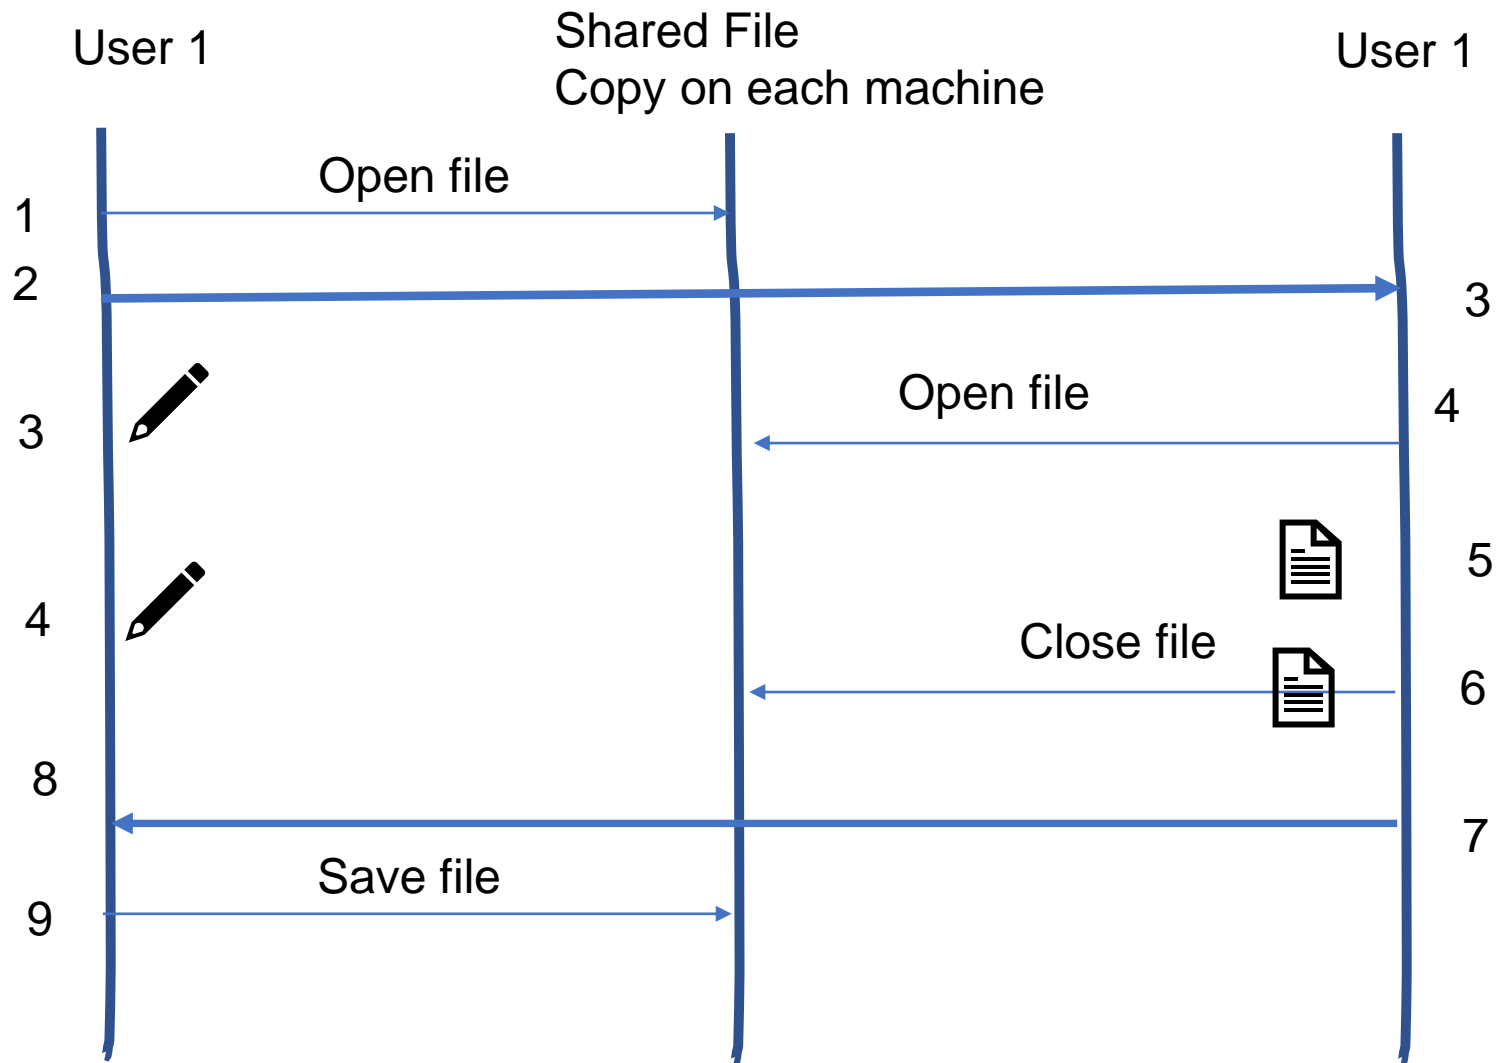 User 1
Shared File
Copy on each machine
User 1
Open file
1
2
3
Open file
4
3
5
4
Close file
6
8
7
Save file
9